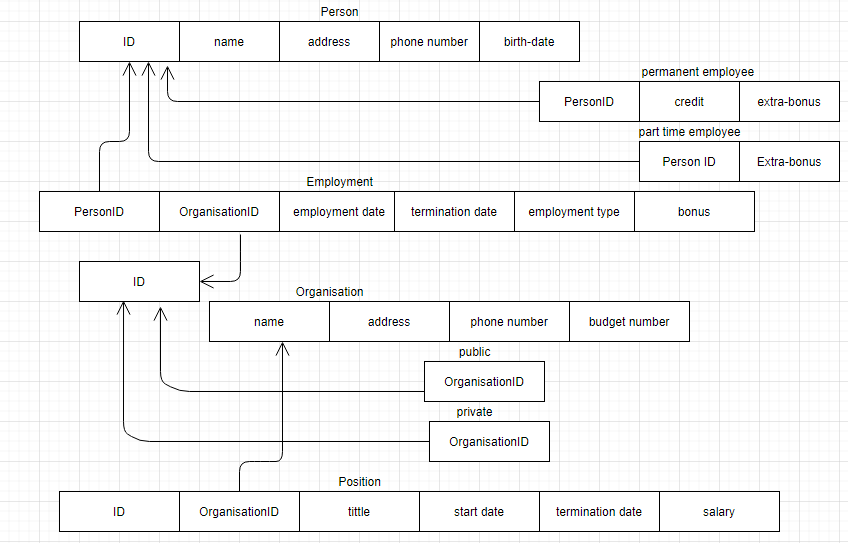 Person
ID name address phone number birth-date
permanent employee
PersonID credit extra-bonus
part time employee
Person ID Extra-bonus
Employment
PersonID OrganisationID employment date termination date employment type bonus
ID
Organisation
name address phone number budget number
public
OrganisationID
private
OrganisationID
Position
ID OrganisationID tittle start date termination date salary